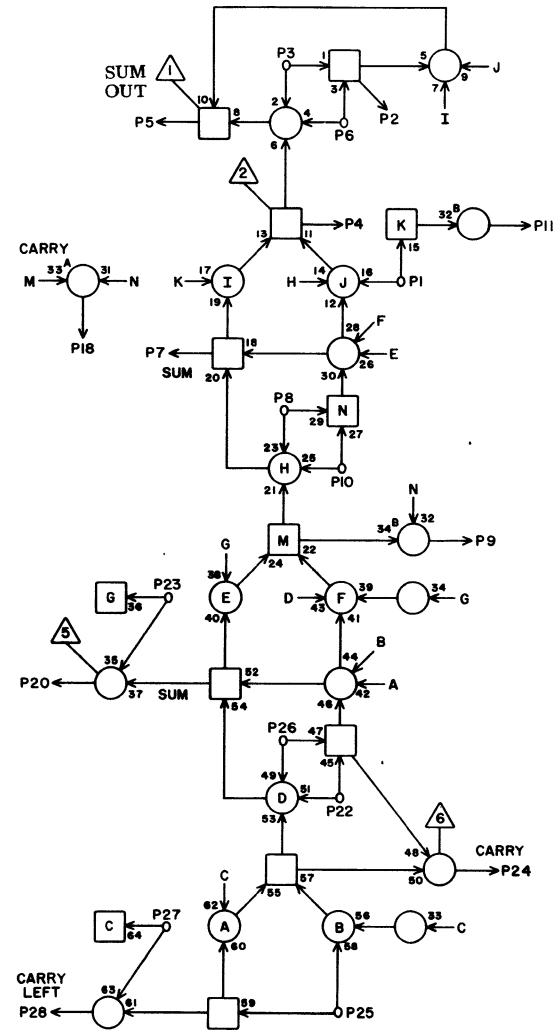 P3 1 5 J
SUM OUT 1 9
10 3 7
2 P2 I
P5 8 4 P6
6
2
13 11 P4 K 32 B P11
15
CARRY
A
M 33 31 N K 17 I H 14 J 16 P1
19 12
P18 28 F
P7 18 26 E
SUM 20 30
P8 N
29 27
23
H 25 P10
21 N
M 34 B 32 P9
24 22
G
38 39 34
G P23 E D F G
36 40 43 41
5
35 52 44 B
P20 37 SUM 54 42 A
46
P26 47
45
49
D 51 P22
53 6
48 CARRY
C 55 57 50 P24
62 56 33
C P27 A B C
64 60 58
CARRY LEFT 63
P28 61 59 P25